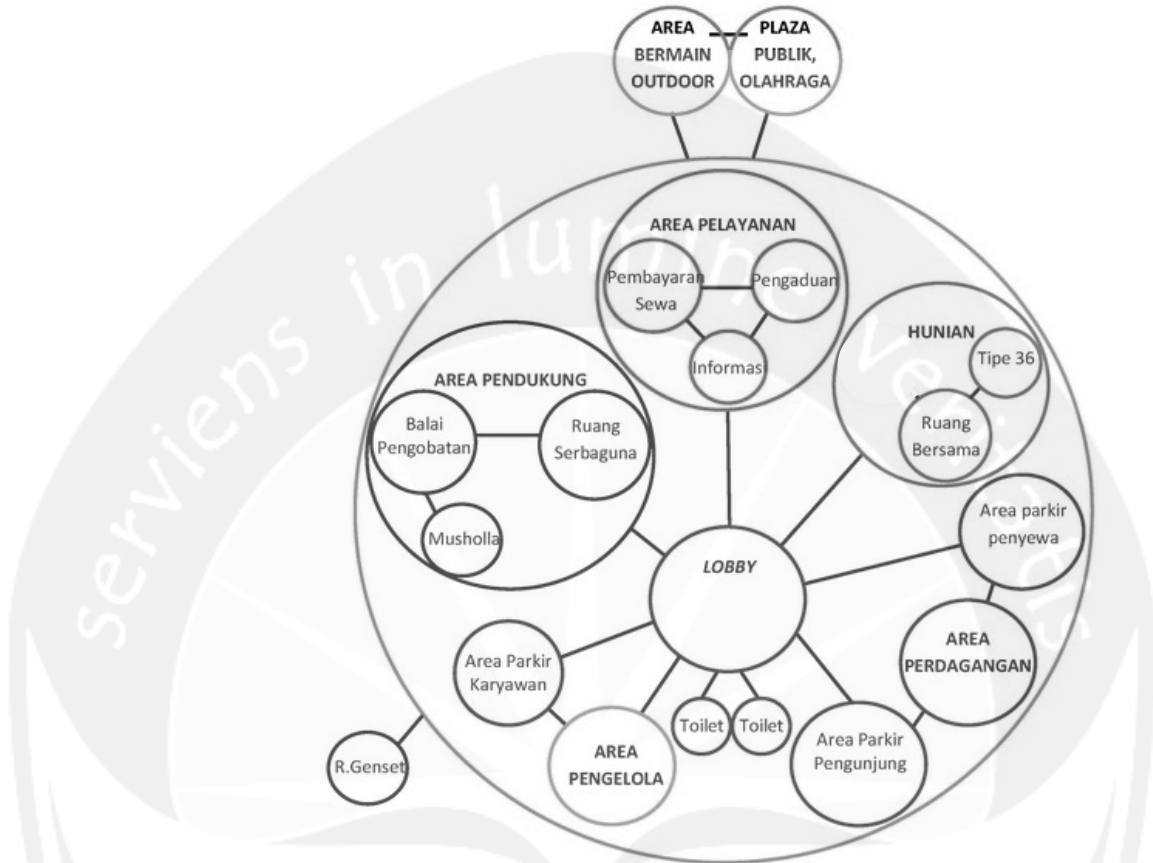 AREA
BERMAIN
OUTDOOR
PLAZA
PUBLIK,
OLAHRAGA
AREA PELAYANAN
Pembayaran
Sewa
Pengaduan
Informasi
HUNIAN
Tipe 36
Ruang
Bersama
AREA PENDUKUNG
Balai
Pengobatan
Ruang
Serbaguna
Musholla
LOBBY
Area parkir
penyewa
AREA
PERDAGANGAN
Area Parkir
Karyawan
Toilet
Toilet
Area Parkir
Pengunjung
AREA
PENGELOLA
R.Genset
serviens in lumine veritatis